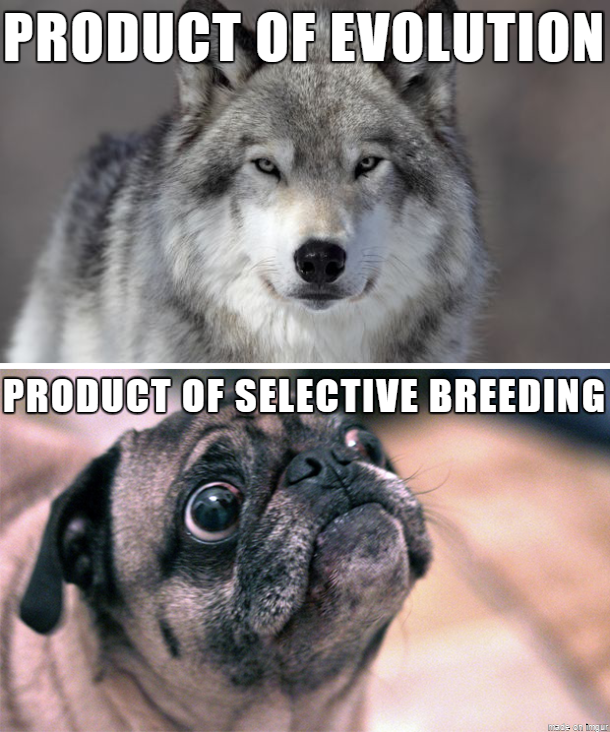 PRODUCT OF EVOLUTION
PRODUCT OF SELECTIVE BREEDING
made on imgur